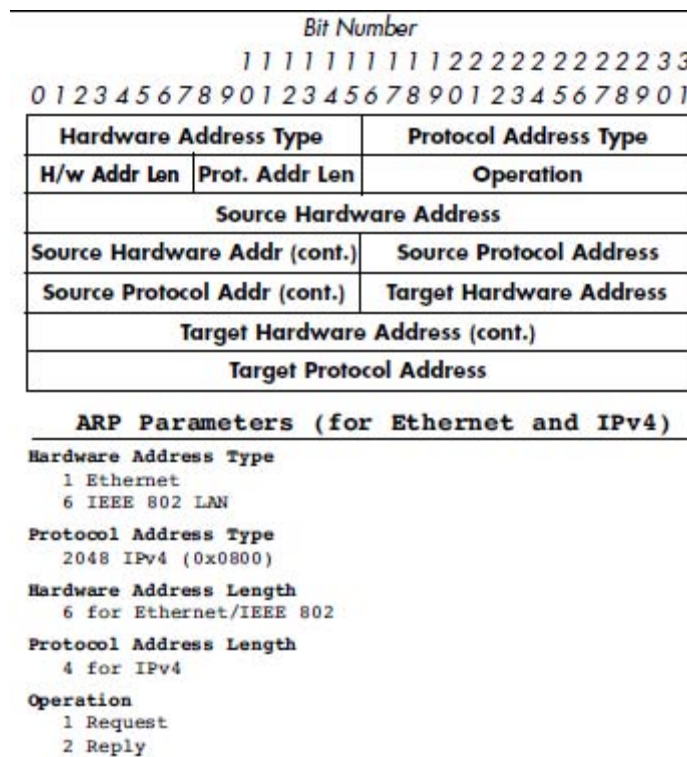 Bit Number
1 1 1 1 1 1 1 1 1 1 2 2 2 2 2 2 2 2 2 2 3 3
0 1 2 3 4 5 6 7 8 9 0 1 2 3 4 5 6 7 8 9 0 1 2 3 4 5 6 7 8 9 0 1
Hardware Address Type Protocol Address Type
H/w Addr Len Prot. Addr Len Operation
Source Hardware Address
Source Hardware Addr (cont.) Source Protocol Address
Source Protocol Addr (cont.) Target Hardware Address
Target Hardware Address (cont.)
Target Protocol Address
ARP Parameters (for Ethernet and IPv4)
Hardware Address Type
1 Ethernet
6 IEEE 802 LAN
Protocol Address Type
2048 IPv4 (0x0800)
Hardware Address Length
6 for Ethernet/IEEE 802
Protocol Address Length
4 for IPv4
Operation
1 Request
2 Reply